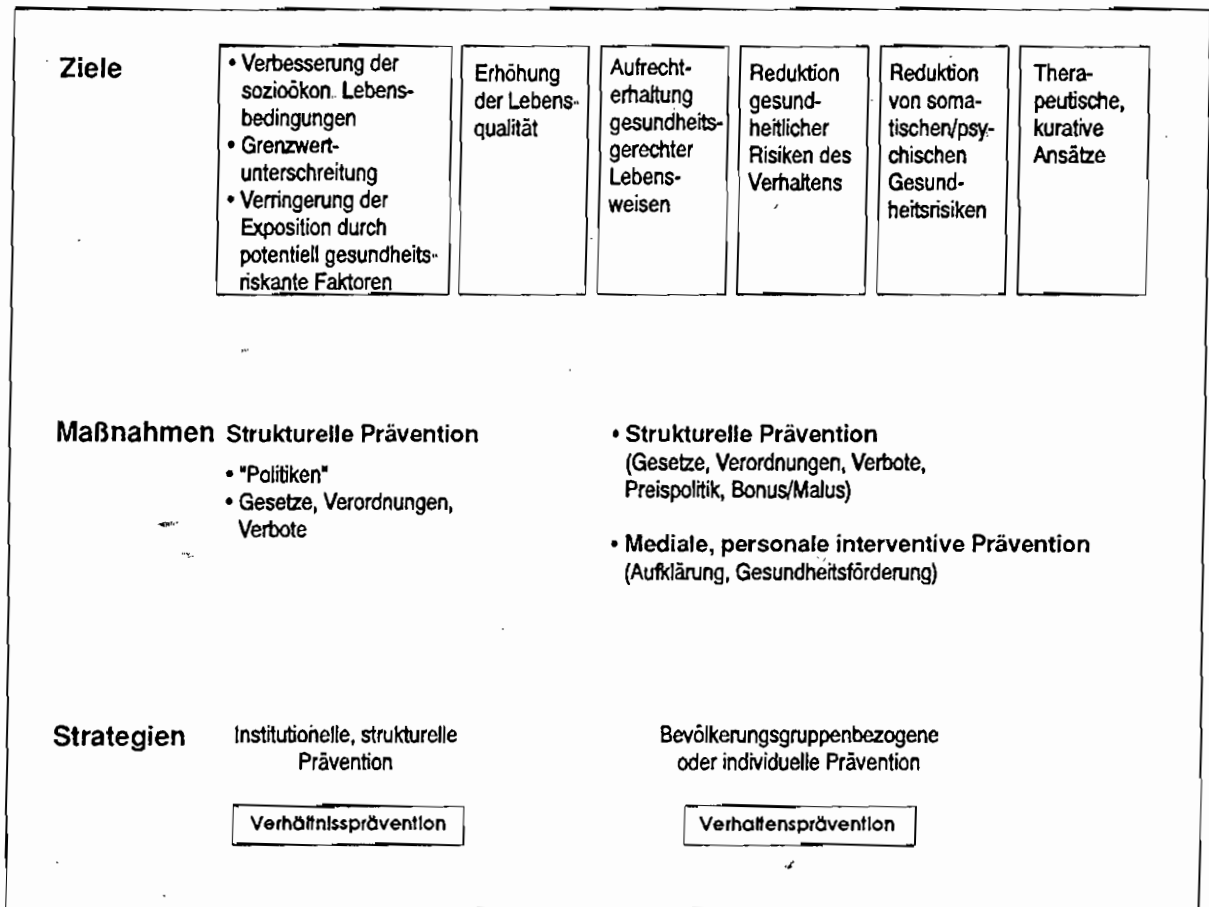 Ziele
• Verbesserung der
sozioökon. Lebens-
bedingungen
• Grenzwert-
unterschreitung
• Verringerung der
Exposition durch
potentiell gesundheits-
riskante Faktoren
Erhöhung
der Lebens-
qualität
Aufrecht-
erhaltung
gesundheits-
gerechter
Lebens-
weisen
Reduktion
gesund-
heitlicher
Risiken des
Verhaltens
Reduktion
von soma-
tischen/psy-
chischen
Gesund-
heitsrisiken
Thera-
peutische,
kurative
Ansätze
Maßnahmen
Strukturelle Prävention
• "Politiken"
• Gesetze, Verordnungen,
Verbote
• Strukturelle Prävention
(Gesetze, Verordnungen, Verbote,
Preispolitik, Bonus/Malus)
• Mediale, personale interventive Prävention
(Aufklärung, Gesundheitsförderung)
Strategien
Institutionelle, strukturelle
Prävention
Bevölkerungsgruppenbezogene
oder individuelle Prävention
Verhältnisprävention
Verhaltensprävention